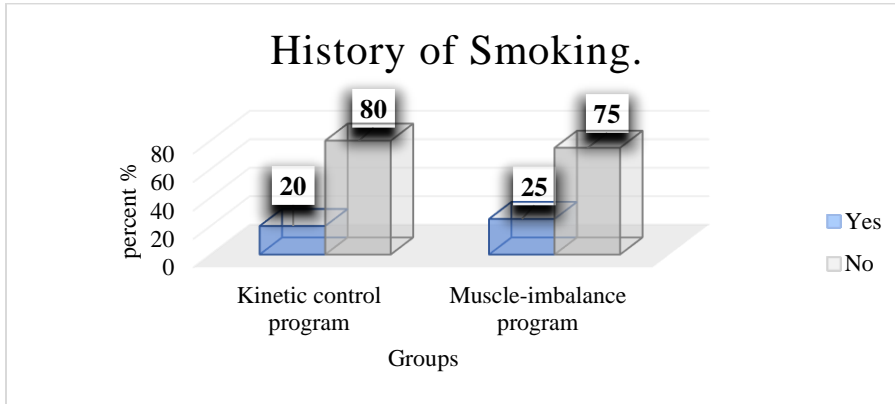 History of Smoking.
80
75
20
25
80
60
40
20
0
percent %
Kinetic control
program
Muscle-imbalance
program
Groups
Yes
No